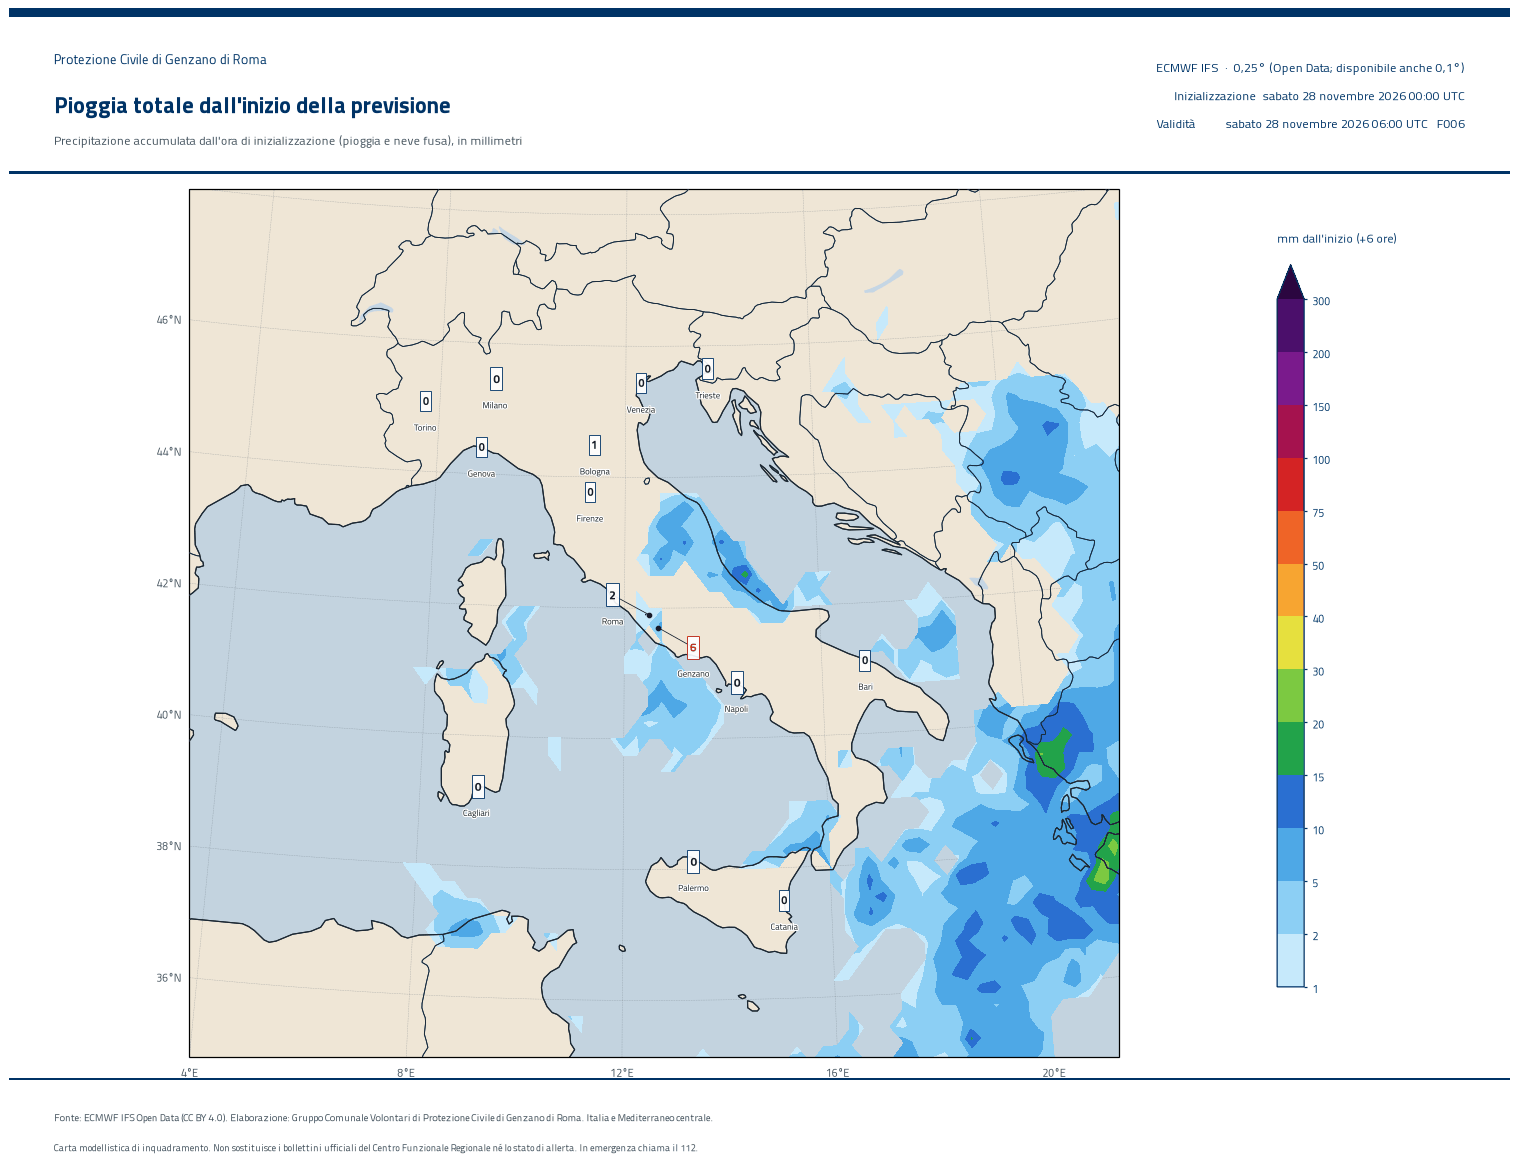 Protezione Civile di Genzano di Roma
Pioggia totale dall'inizio della previsione
Precipitazione accumulata dall'ora di inizializzazione (pioggia e neve fusa), in millimetri
ECMWF IFS · 0,25° (Open Data; disponibile anche 0,1°)
Inizializzazione sabato 28 novembre 2026 00:00 UTC
Validità sabato 28 novembre 2026 06:00 UTC F006
mm dall'inizio (+6 ore)
300
200
150
100
75
50
40
30
20
15
10
5
2
1
46°N
44°N
42°N
40°N
38°N
36°N
4°E
8°E
12°E
16°E
20°E
0
Torino
0
Milano
0
Venezia
0
Trieste
0
Genova
1
Bologna
0
Firenze
2
Roma
6
Genzano
0
Napoli
0
Bari
0
Cagliari
0
Palermo
0
Catania
Fonte: ECMWF IFS Open Data (CC BY 4.0). Elaborazione: Gruppo Comunale Volontari di Protezione Civile di Genzano di Roma. Italia e Mediterraneo centrale.
Carta modellistica di inquadramento. Non sostituisce i bollettini ufficiali del Centro Funzionale Regionale né lo stato di allerta. In emergenza chiama il 112.